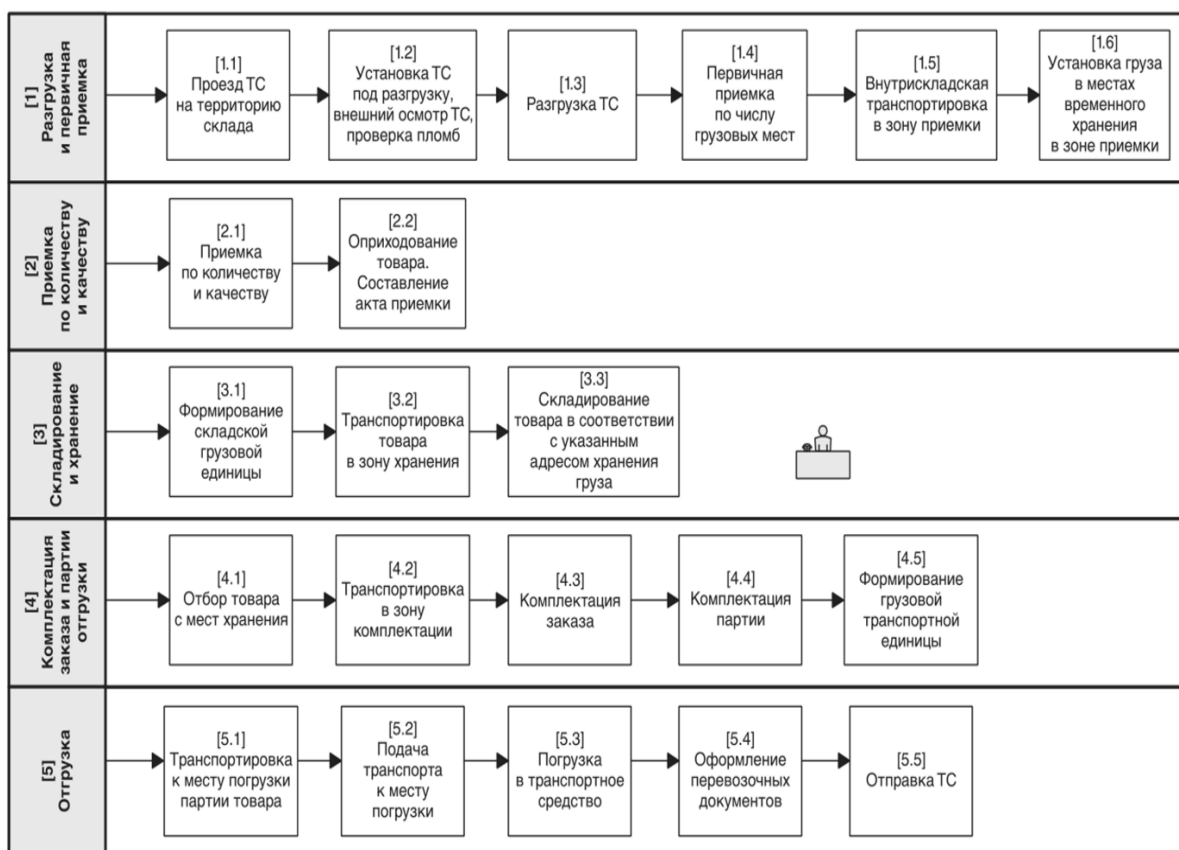 [1]
Разгрузка
и первичная
приемка
[1.1]
Проезд ТС
на территорию
склада
[1.2]
Установка ТС
под разгрузку,
внешний осмотр ТС,
проверка пломб
[1.3]
Разгрузка ТС
[1.4]
Первичная
приемка
по числу
грузовых мест
[1.5]
Внутрискладская
транспортировка
в зону приемки
[1.6]
Установка груза
в местах
временного
хранения
в зоне приемки
[2]
Приемка
по количеству
и качеству
[2.1]
Приемка
по количеству
и качеству
[2.2]
Оприходование
товара.
Составление
акта приемки
[3]
Складирование
и хранение
[3.1]
Формирование
складской
грузовой
единицы
[3.2]
Транспортировка
товара
в зону хранения
[3.3]
Складирование
товара в соответствии
с указанным
адресом хранения
груза
[4]
Комплектация
заказа и партии
отгрузки
[4.1]
Отбор товара
с мест хранения
[4.2]
Транспортировка
в зону
комплектации
[4.3]
Комплектация
заказа
[4.4]
Комплектация
партии
[4.5]
Формирование
грузовой
транспортной
единицы
[5]
Отгрузка
[5.1]
Транспортировка
к месту погрузки
партии товара
[5.2]
Подача
транспорта
к месту
погрузки
[5.3]
Погрузка
в транспортное
средство
[5.4]
Оформление
перевозочных
документов
[5.5]
Отправка ТС